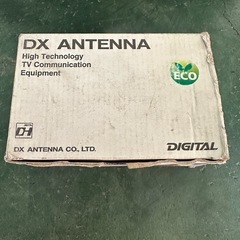 DX ANTENNA
High Technology
TV Communication
Equipment
ECO
DX ANTENNA CO., LTD.
DIGITAL